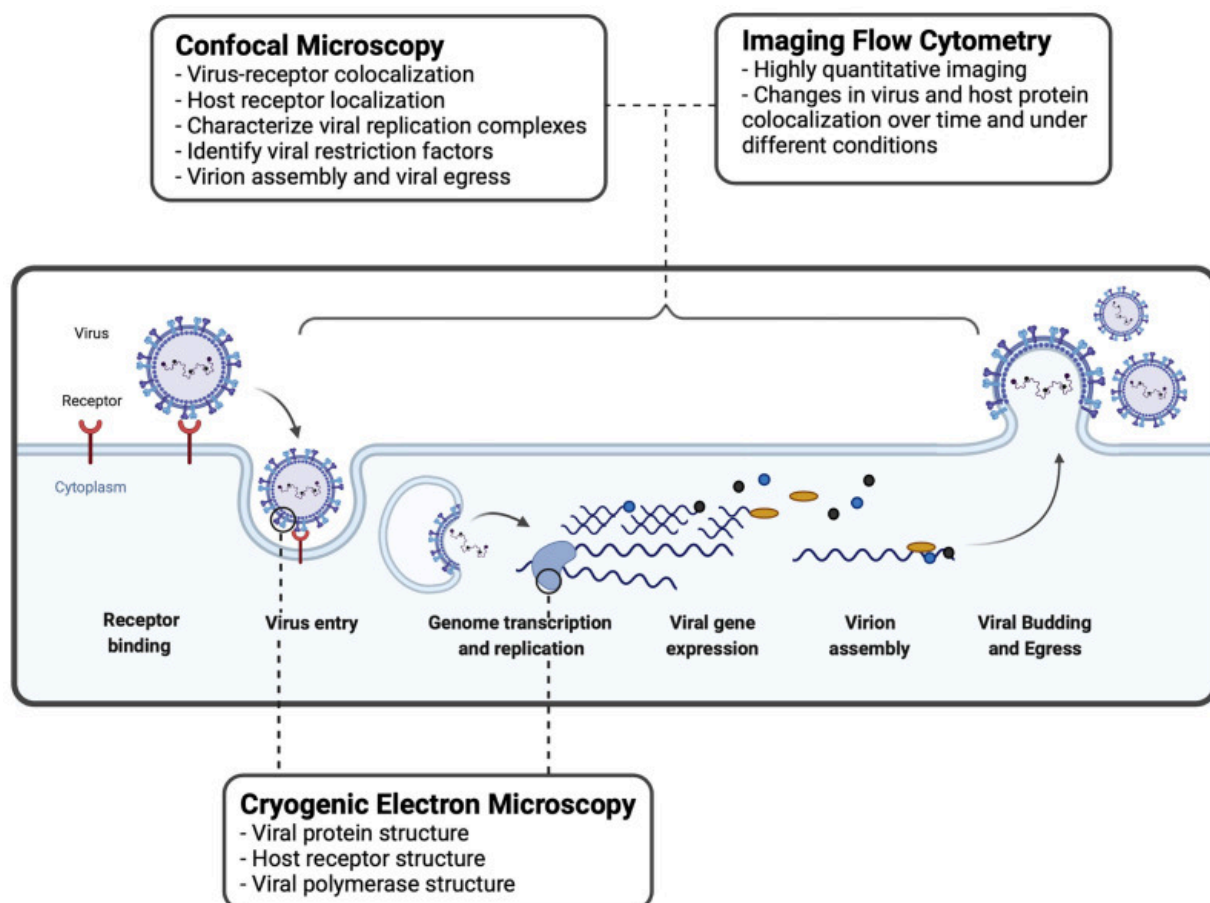 Confocal Microscopy
- Virus-receptor colocalization
- Host receptor localization
- Characterize viral replication complexes
- Identify viral restriction factors
- Virion assembly and viral egress
Imaging Flow Cytometry
- Highly quantitative imaging
- Changes in virus and host protein
colocalization over time and under
different conditions
Virus
Receptor
Cytoplasm
Receptor
binding
Virus entry
Genome transcription
and replication
Viral gene
expression
Virion
assembly
Viral Budding
and Egress
Cryogenic Electron Microscopy
- Viral protein structure
- Host receptor structure
- Viral polymerase structure